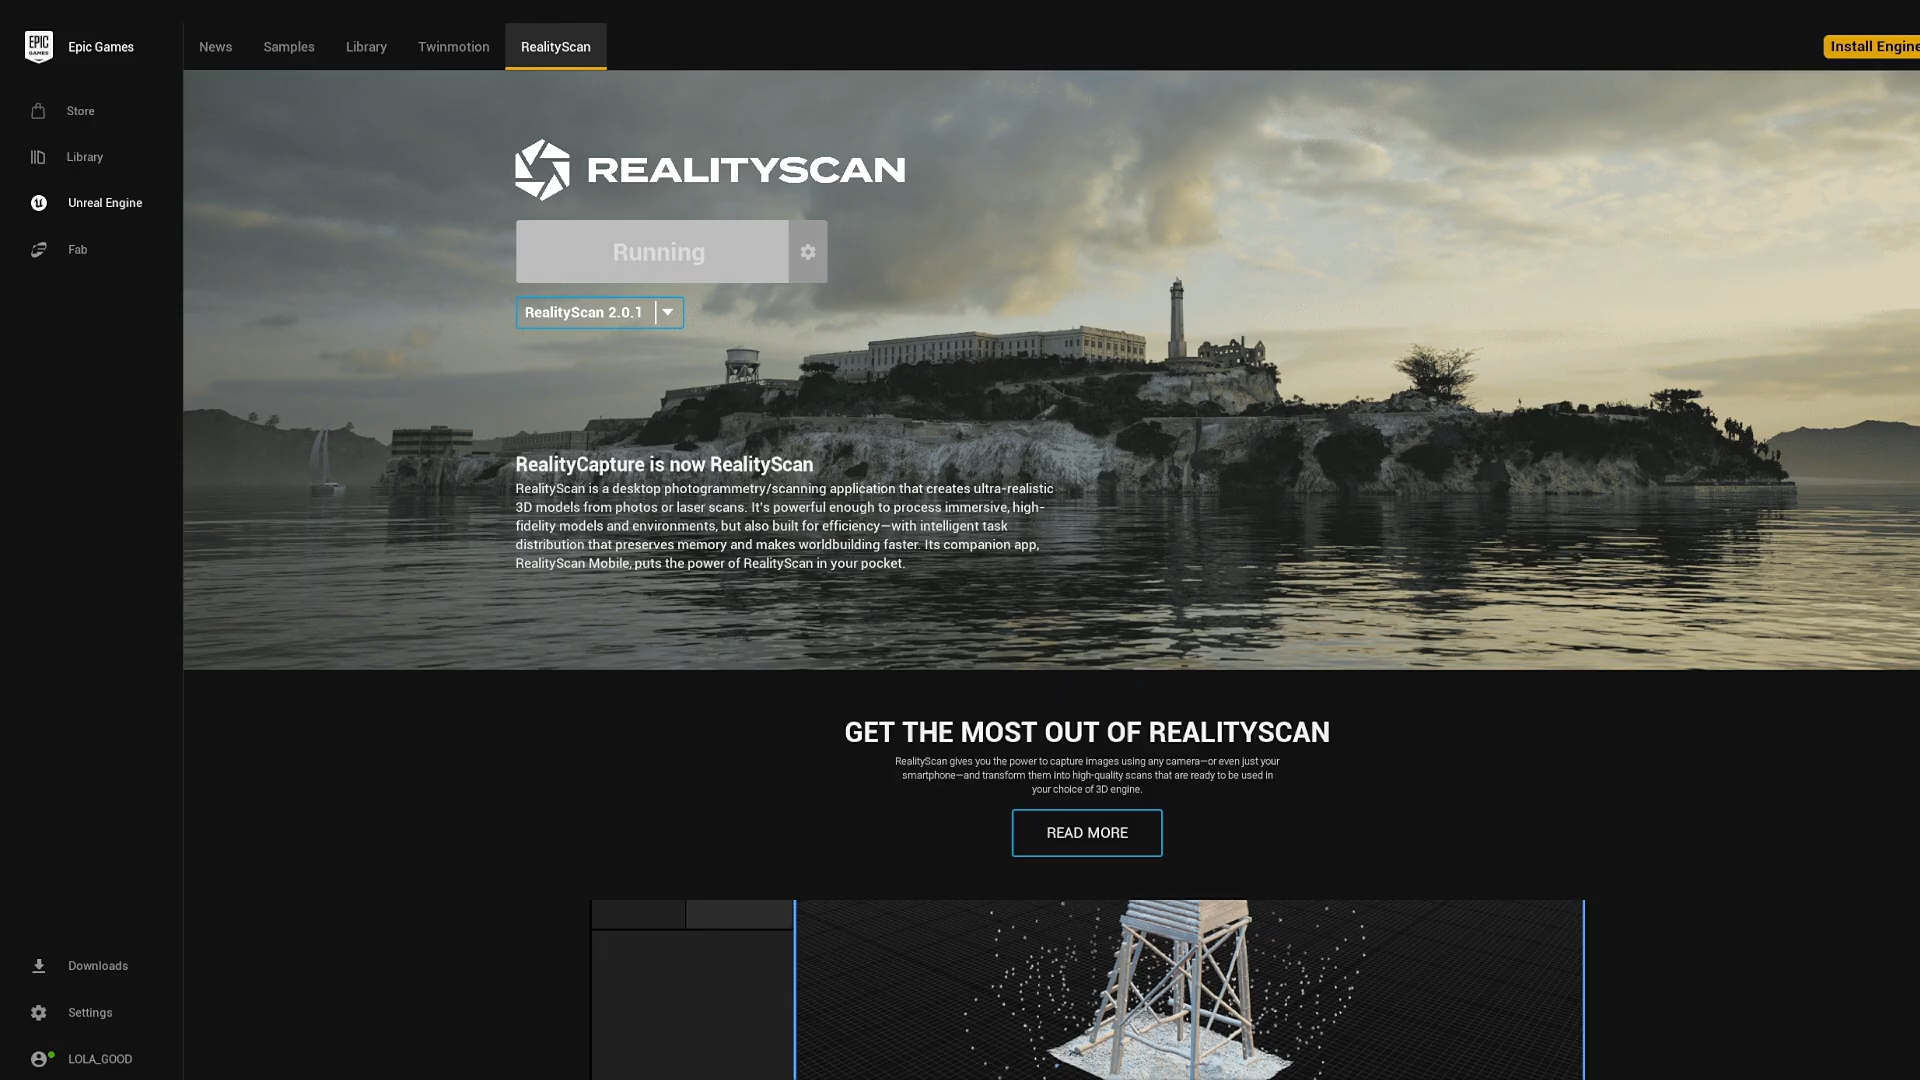 EPIC GAMES
Epic Games
News
Samples
Library
Twinmotion
RealityScan
Install Engine
Store
Library
Unreal Engine
Fab
REALITYSCAN
Running
RealityScan 2.0.1
RealityCapture is now RealityScan
RealityScan is a desktop photogrammetry/scanning application that creates ultra-realistic
3D models from photos or laser scans. It's powerful enough to process immersive, high-
fidelity models and environments, but also built for efficiency—with intelligent task
distribution that preserves memory and makes worldbuilding faster. Its companion app,
RealityScan Mobile, puts the power of RealityScan in your pocket.
GET THE MOST OUT OF REALITYSCAN
RealityScan gives you the power to capture images using any camera—or even just your
smartphone—and transform them into high-quality scans that are ready to be used in
your choice of 3D engine.
READ MORE
Downloads
Settings
LOLA_GOOD